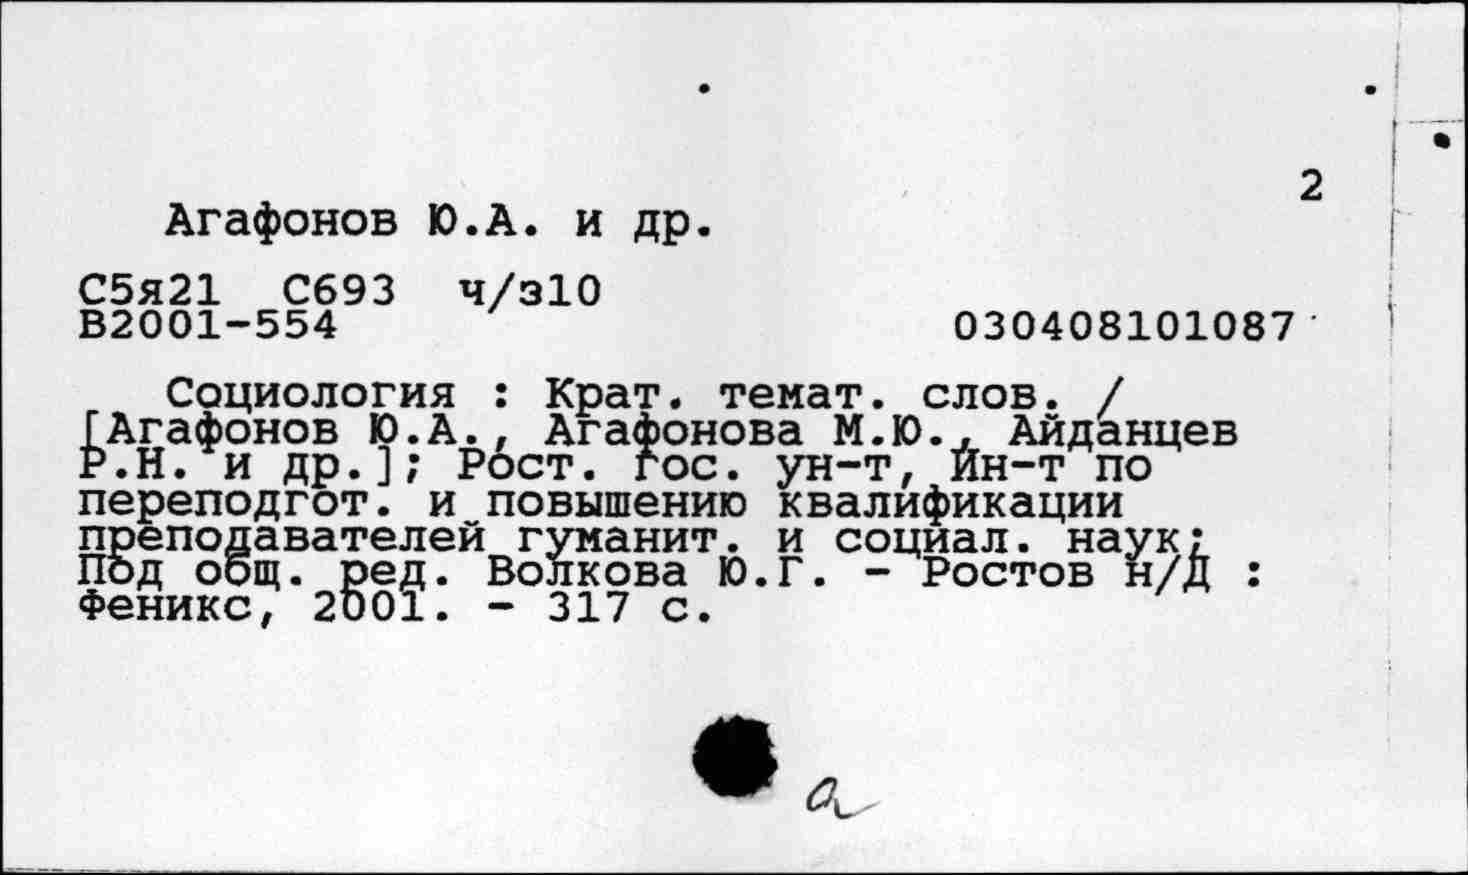 2
Агафонов Ю.А. и др.
С5я21 С693 ч/з10
В2001-554 030408101087
Социология : Крат. темат. слов. /
[Агафонов Ю.А., Агафонова М.Ю., Айданцев
Р.Н. и др.]; Рост. гос. ун-т, Ин-т по
переподгот. и повышению квалификации
преподавателей гуманит. и социал. наук;
Под общ. ред. Волкова Ю.Г. - Ростов н/Д :
Феникс, 2001. - 317 с.
а